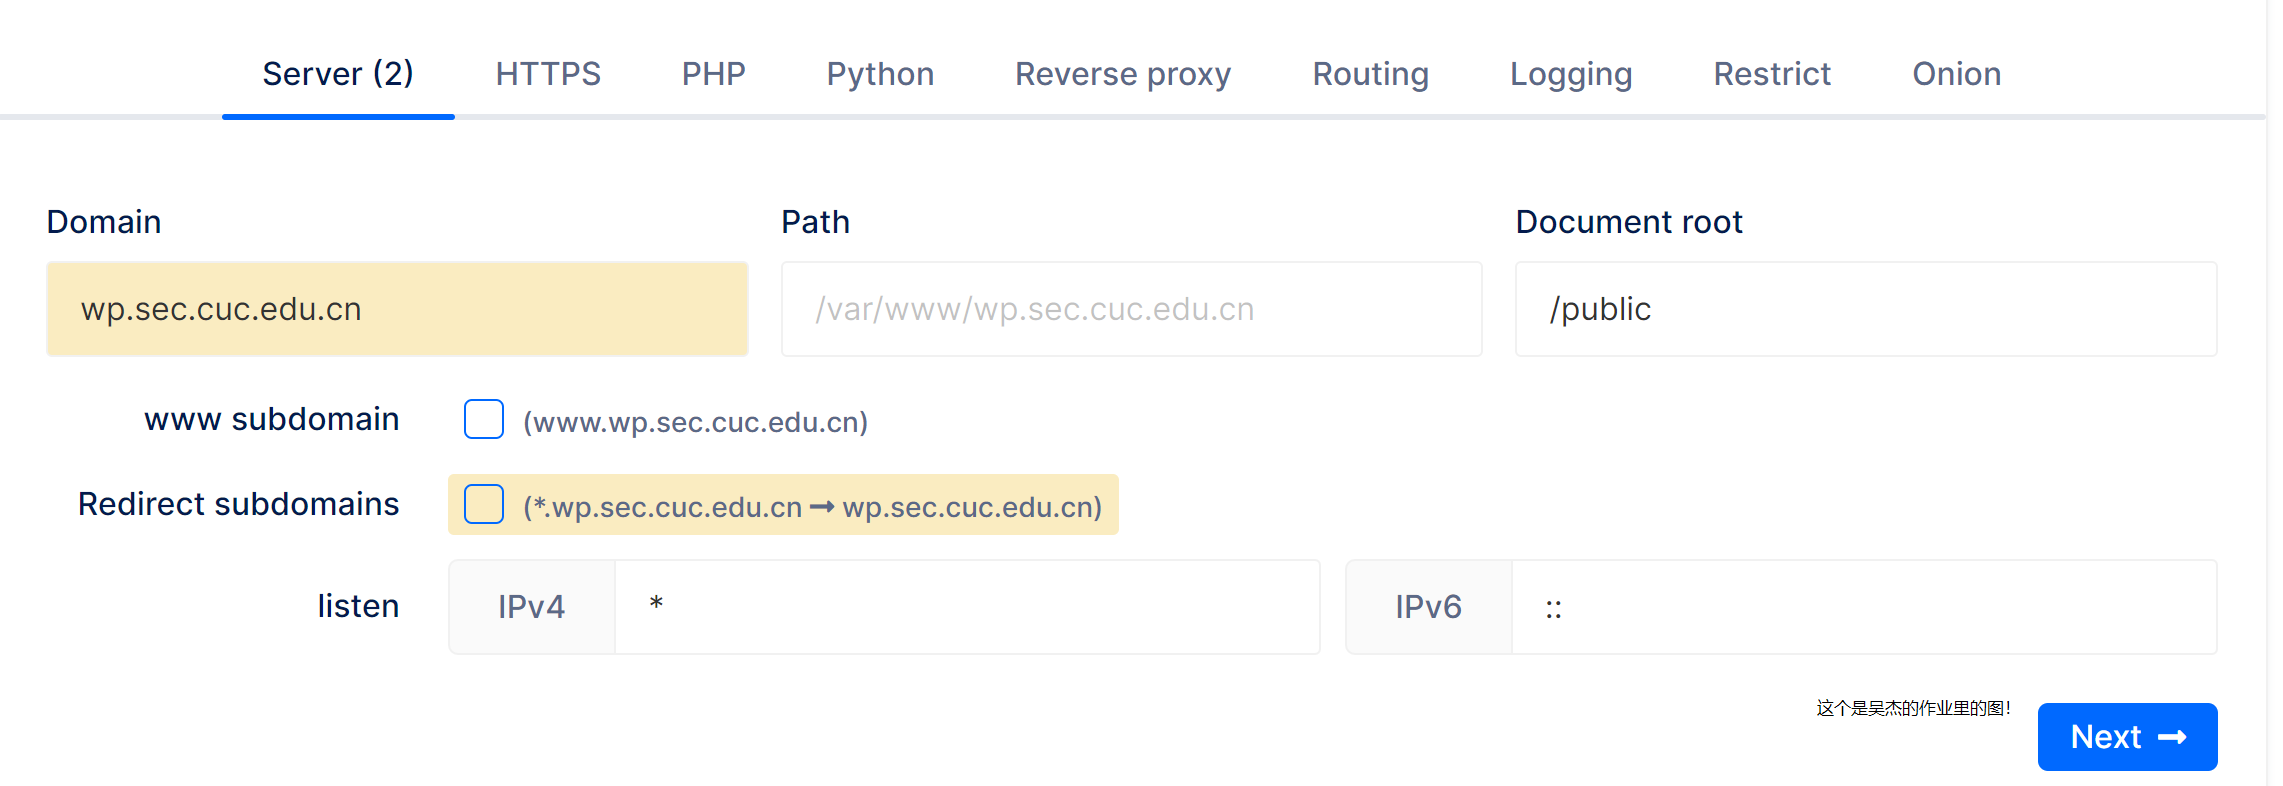 Server (2) HTTPS PHP Python Reverse proxy Routing Logging Restrict Onion
Domain Path Document root
wp.sec.cuc.edu.cn /var/www/wp.sec.cuc.edu.cn /public
www subdomain (www.wp.sec.cuc.edu.cn)
Redirect subdomains (*.wp.sec.cuc.edu.cn → wp.sec.cuc.edu.cn)
listen IPv4 * IPv6 ::
这个是吴杰的作业里的图!
Next →